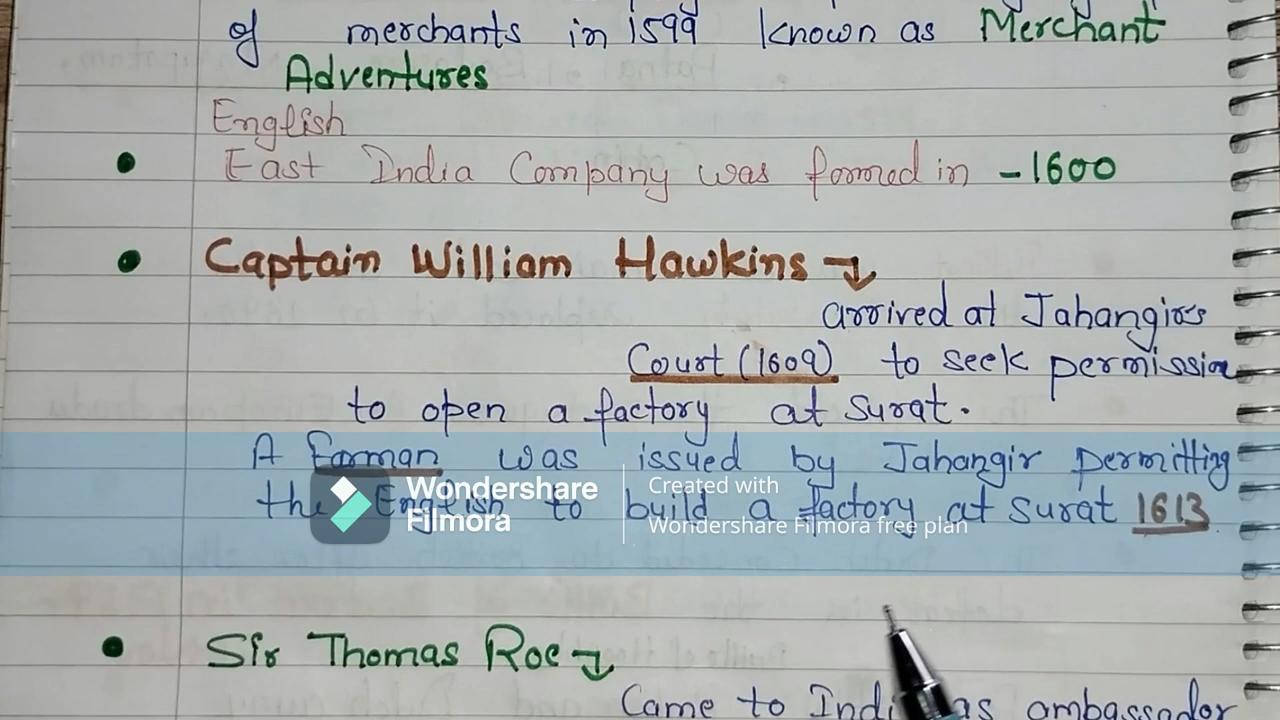 of merchants in 1599 known as Merchant
Adventures
English
East India Company was formed in - 1600
Captain William Hawkins →
arrived at Jahangirs
Court (1609) to seek permission
to open a factory at Surat.
A Farman was issued by Jahangir permitting
the English to build a factory at Surat 1613
Wondershare
Filmora
Created with
Wondershare Filmora free plan
Sir Thomas Roe →
Came to India as ambassador